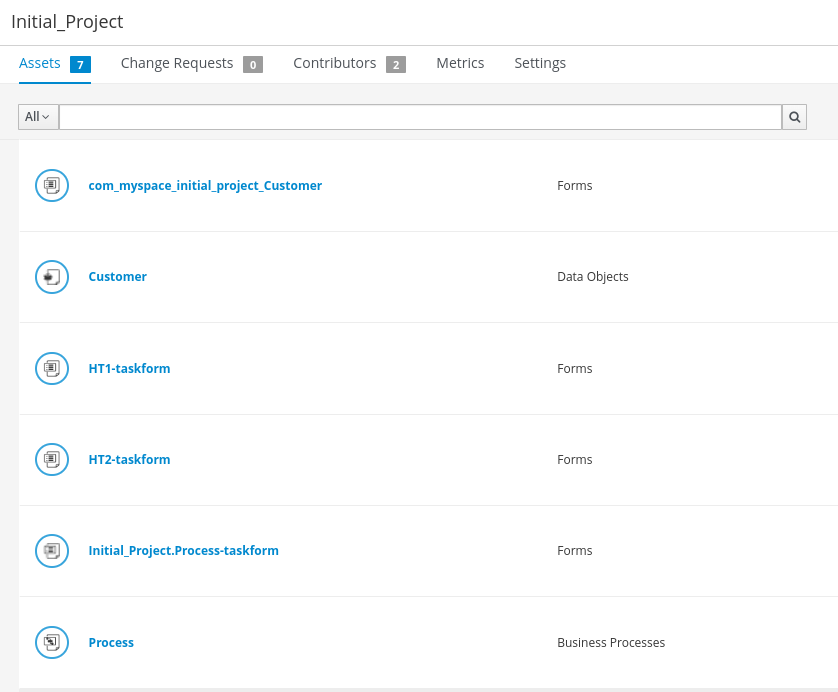 Initial_Project
Assets 7 Change Requests 0 Contributors 2 Metrics Settings
All
com_myspace_initial_project_Customer Forms
Customer Data Objects
HT1-taskform Forms
HT2-taskform Forms
Initial_Project.Process-taskform Forms
Process Business Processes